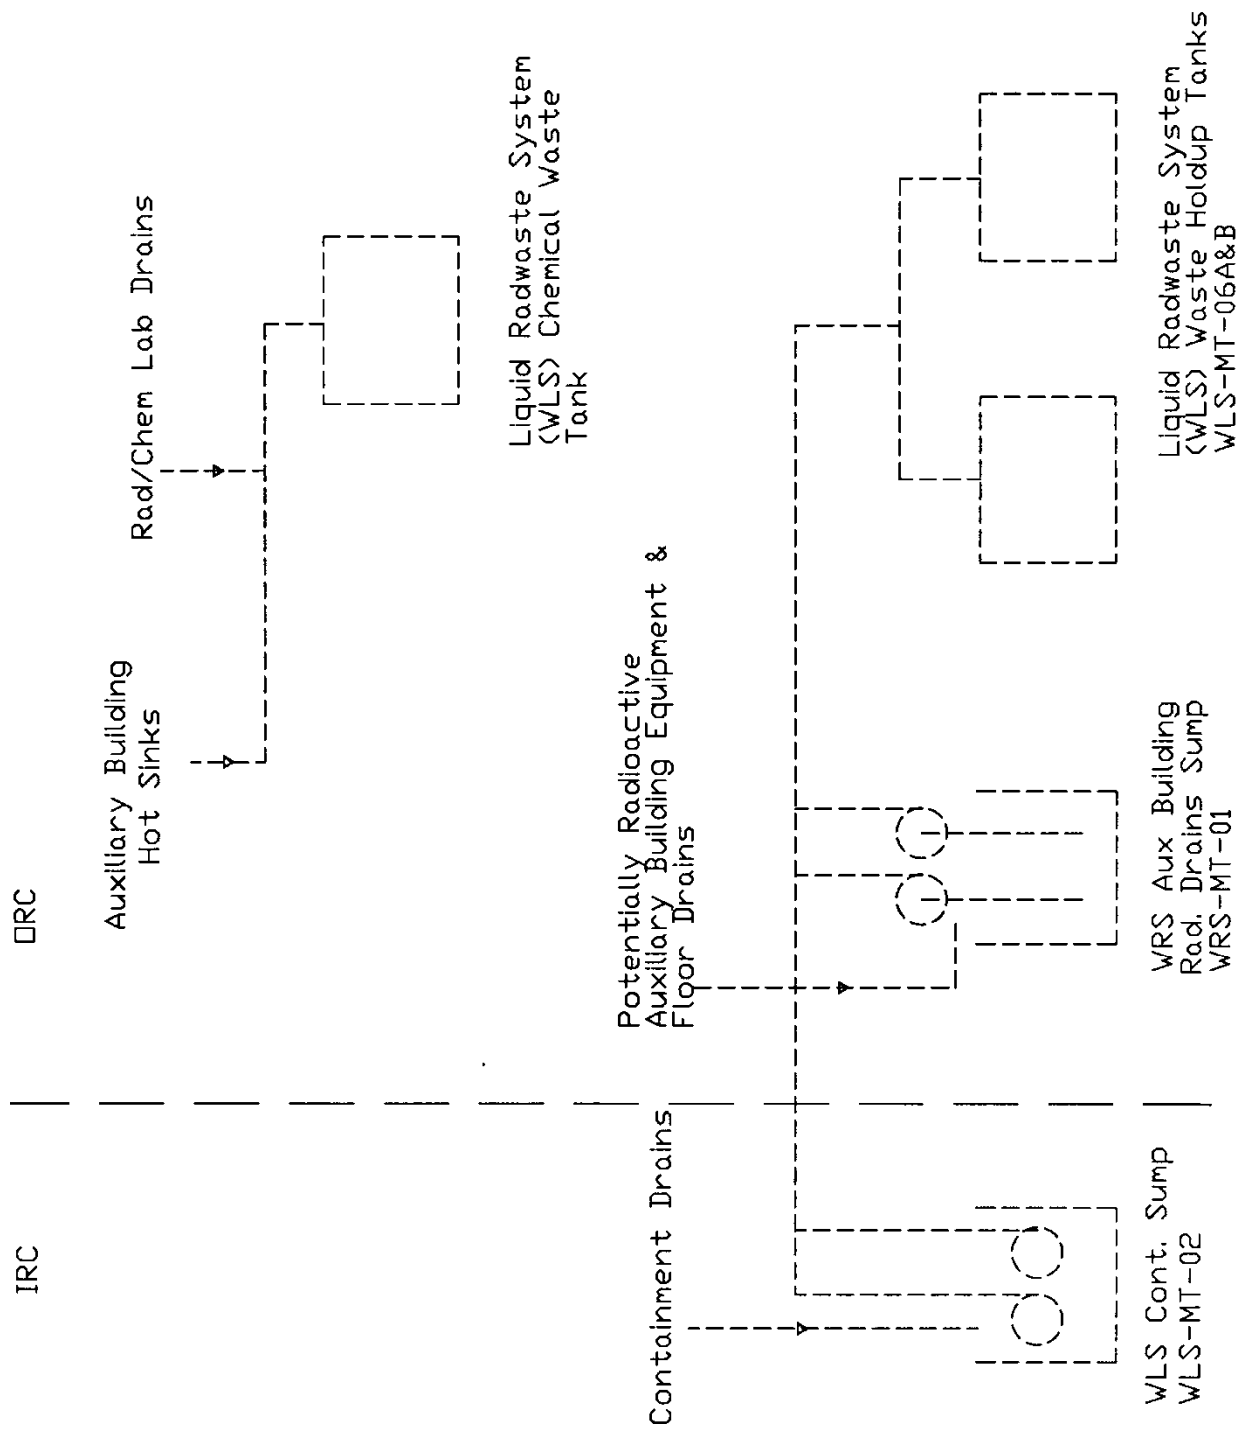 IRC
ORC
Auxiliary Building
Hot Sinks
Rad/Chem Lab Drains
Liquid Radwaste System
(WLS) Chemical Waste
Tank
Containment Drains
Potentially Radioactive
Auxiliary Building Equipment &
Floor Drains
WLS Cont. Sump
WLS-MT-02
WRS Aux Building
Rad. Drains Sump
WRS-MT-01
Liquid Radwaste System
(WLS) Waste Holdup Tanks
WLS-MT-06A&B